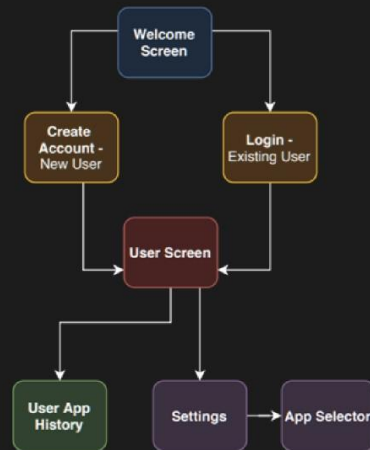 Welcome
Screen
Create
Account -
New User
Login -
Existing User
User Screen
User App
History
Settings
App Selector